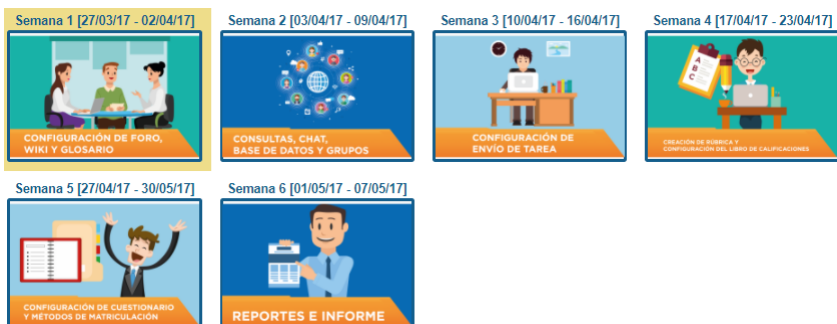 Semana 1 [27/03/17 - 02/04/17]
Semana 2 [03/04/17 - 09/04/17]
Semana 3 [10/04/17 - 16/04/17]
Semana 4 [17/04/17 - 23/04/17]
CONFIGURACIÓN DE FORO,
WIKI Y GLOSARIO
CONSULTAS, CHAT,
BASE DE DATOS Y GRUPOS
CONFIGURACIÓN DE
ENVÍO DE TAREA
A
B
C
CREACIÓN DE RÚBRICA Y
CONFIGURACIÓN DEL LIBRO DE CALIFICACIONES
Semana 5 [27/04/17 - 30/05/17]
Semana 6 [01/05/17 - 07/05/17]
CONFIGURACIÓN DE CUESTIONARIO
Y MÉTODOS DE MATRICULACIÓN
REPORTES E INFORME